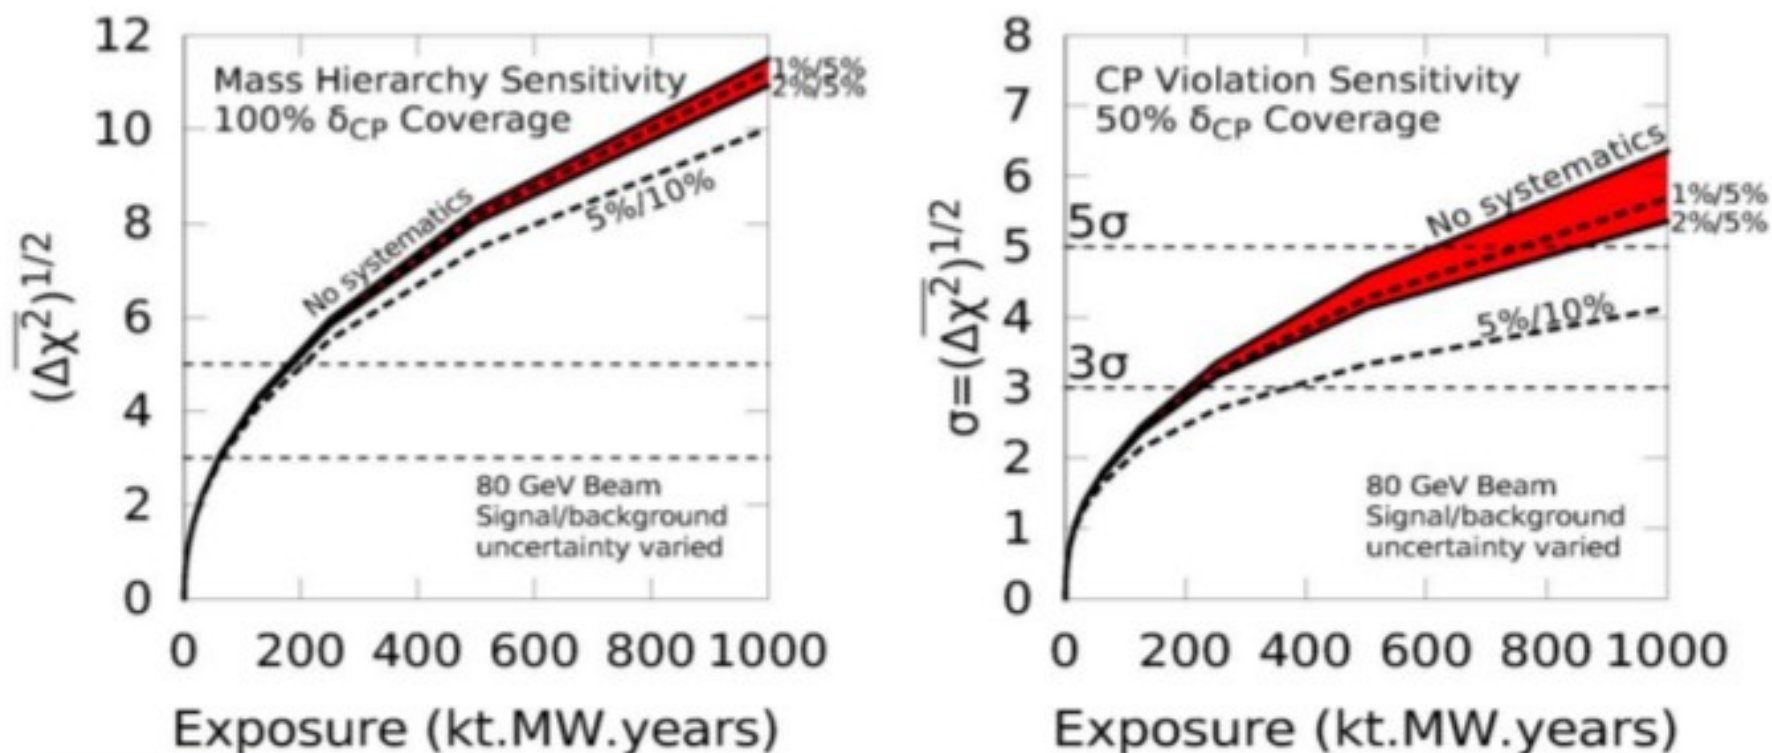 12
10
8
6
4
2
0
(Δχ²)^1/2
Mass Hierarchy Sensitivity
100% δCP Coverage
1%/5%
2%/5%
No systematics
5%/10%
80 GeV Beam
Signal/background
uncertainty varied
0 200 400 600 800 1000
Exposure (kt.MW.years)
8
7
6
5
4
3
2
1
0
σ=(Δχ²)^1/2
CP Violation Sensitivity
50% δCP Coverage
No systematics
1%/5%
2%/5%
5σ
5%/10%
3σ
80 GeV Beam
Signal/background
uncertainty varied
0 200 400 600 800 1000
Exposure (kt.MW.years)